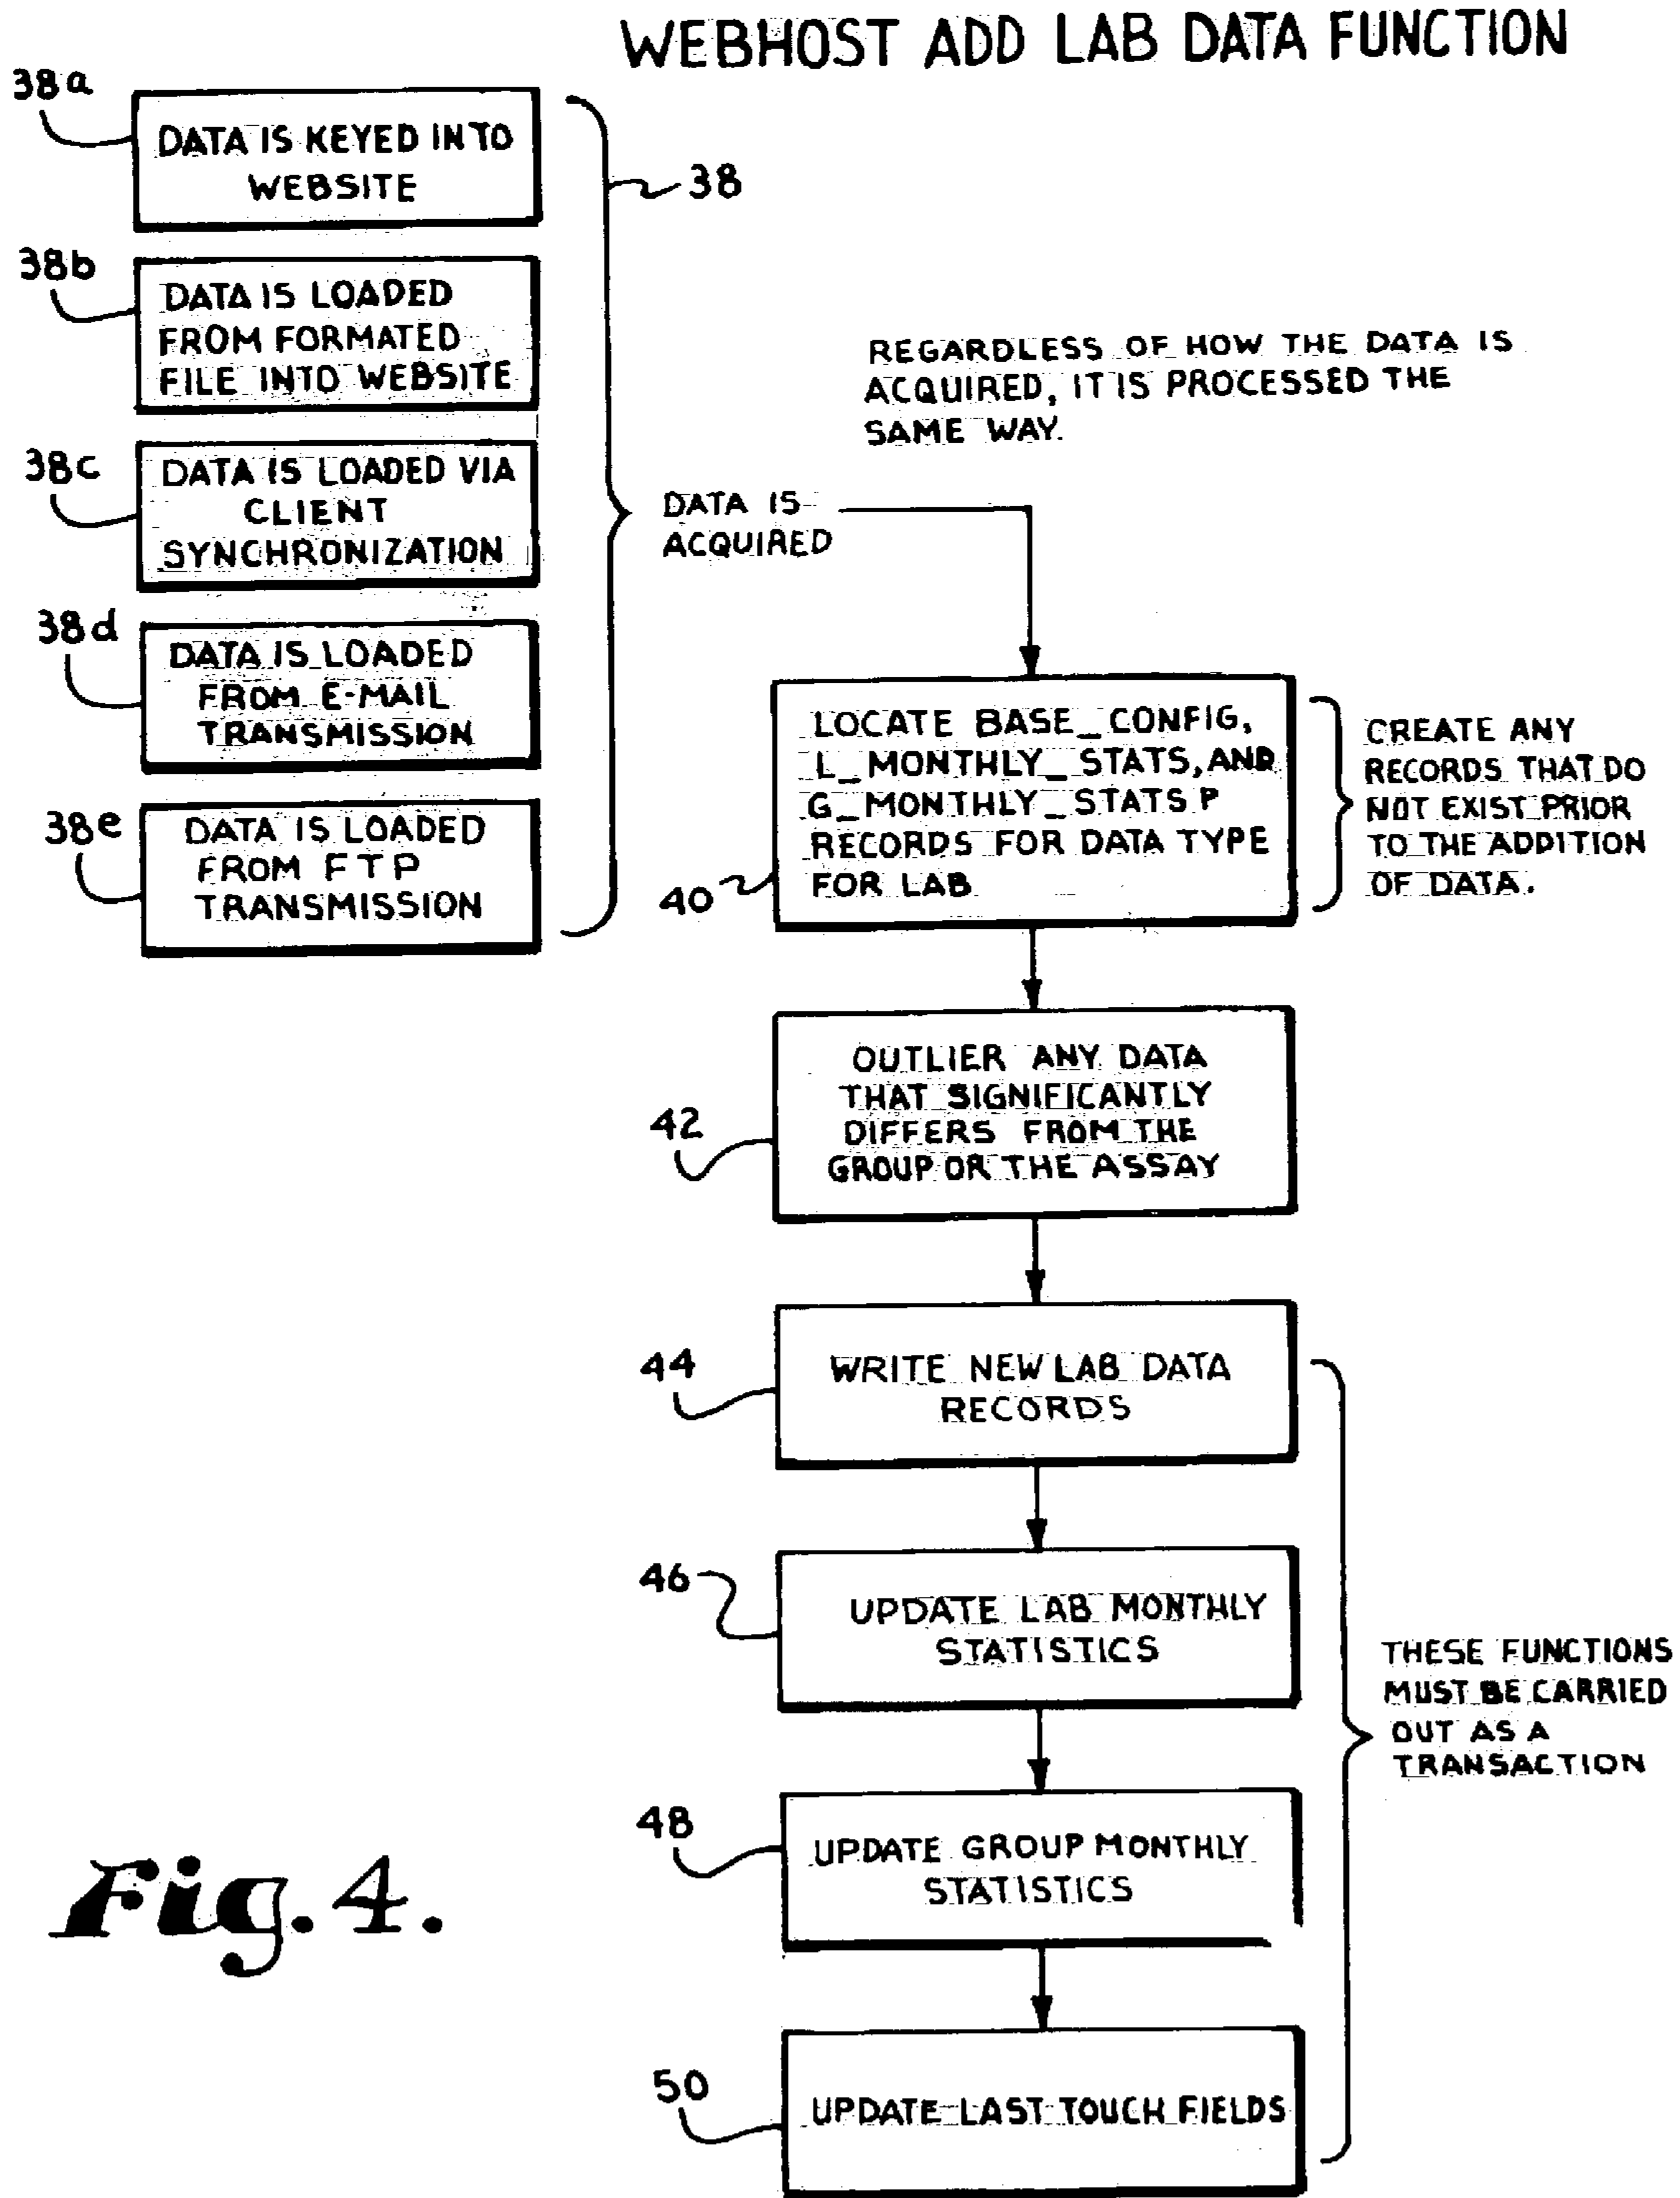 WEBHOST ADD LAB DATA FUNCTION
38a
DATA IS KEYED INTO
WEBSITE
38
38b
DATA IS LOADED
FROM FORMATED
FILE INTO WEBSITE
38c
DATA IS LOADED VIA
CLIENT
SYNCHRONIZATION
38d
DATA IS LOADED
FROM E-MAIL
TRANSMISSION
38e
DATA IS LOADED
FROM FTP
TRANSMISSION
REGARDLESS OF HOW THE DATA IS
ACQUIRED, IT IS PROCESSED THE
SAME WAY.
DATA IS
ACQUIRED
40
LOCATE BASE_CONFIG,
L_MONTHLY_STATS, AND
G_MONTHLY_STATS P
RECORDS FOR DATA TYPE
FOR LAB
CREATE ANY
RECORDS THAT DO
NOT EXIST PRIOR
TO THE ADDITION
OF DATA.
42
OUTLIER ANY DATA
THAT SIGNIFICANTLY
DIFFERS FROM THE
GROUP OR THE ASSAY
44
WRITE NEW LAB DATA
RECORDS
46
UPDATE LAB MONTHLY
STATISTICS
48
UPDATE GROUP MONTHLY
STATISTICS
50
UPDATE LAST TOUCH FIELDS
THESE FUNCTIONS
MUST BE CARRIED
OUT AS A
TRANSACTION
Fig. 4.